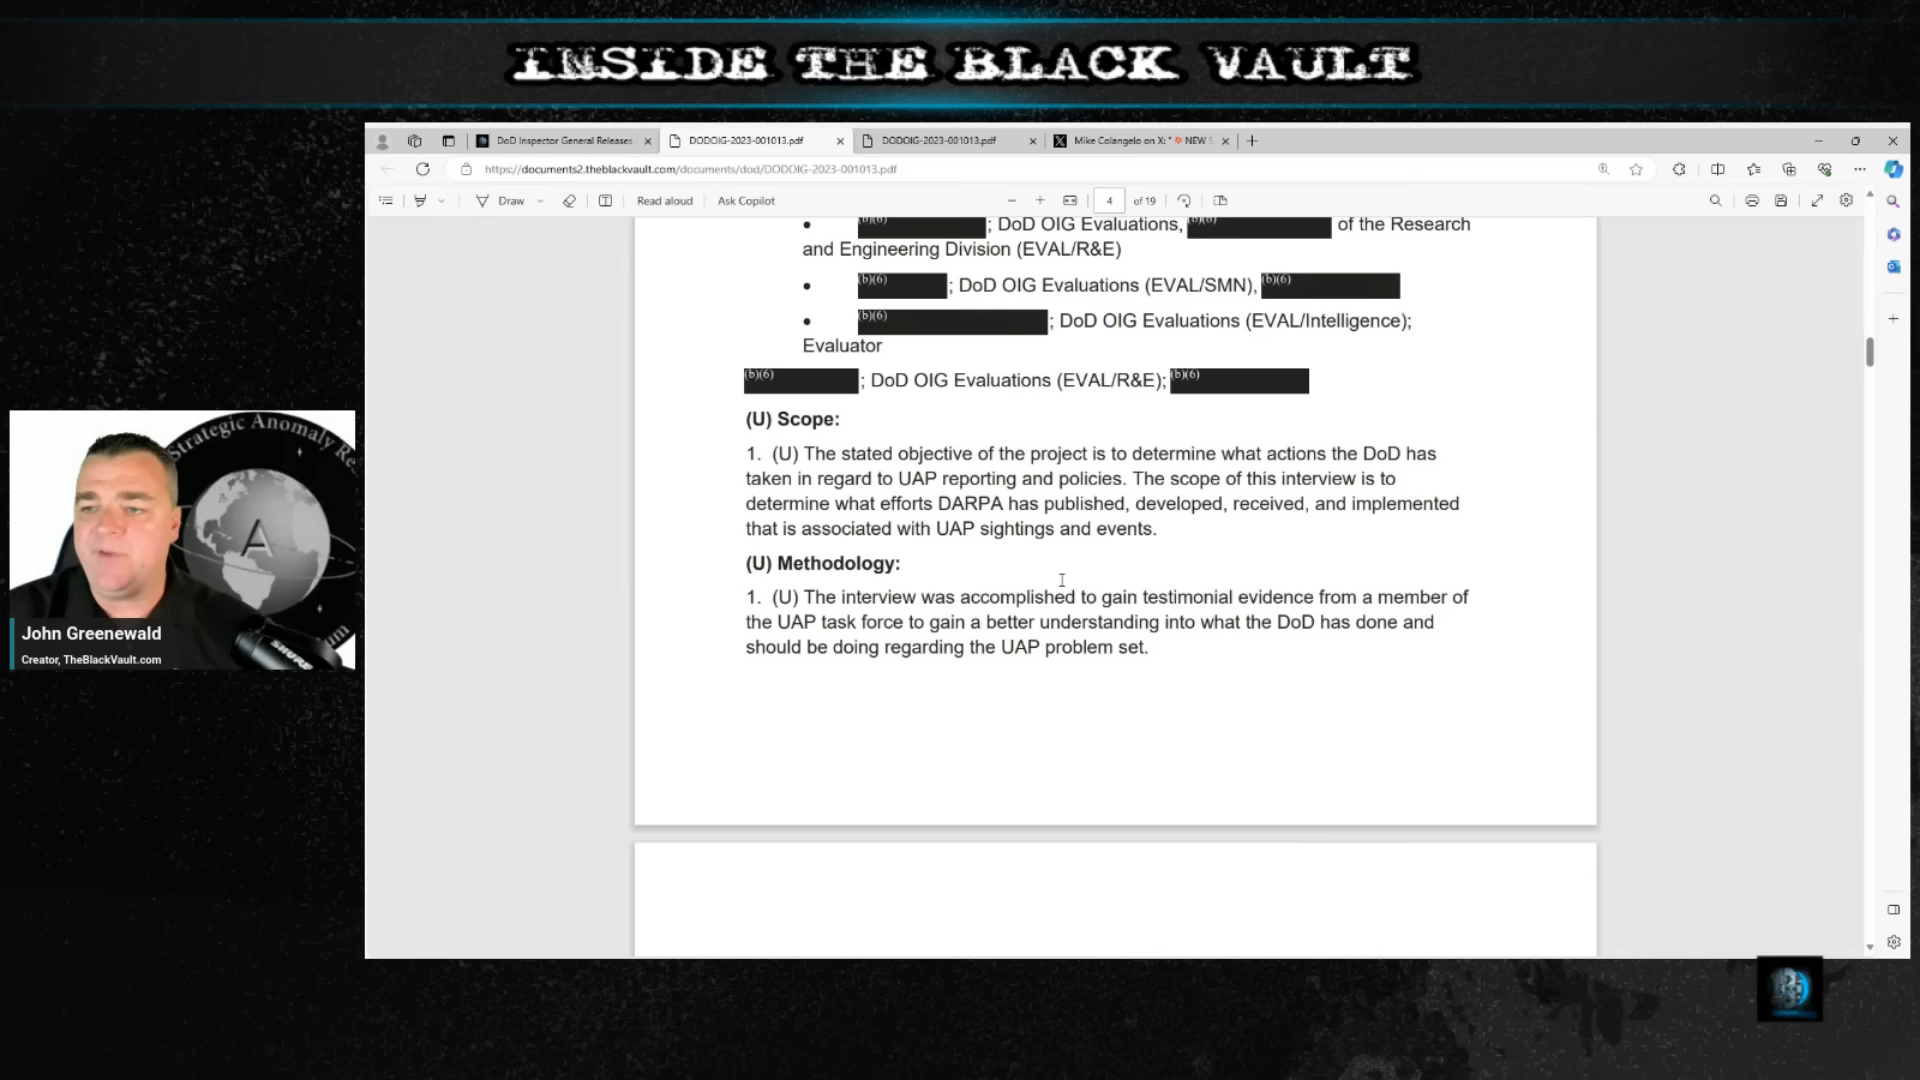 INSIDE THE BLACK VAULT
DoD Inspector General Releases
DODOIG-2023-001013.pdf
DODOIG-2023-001013.pdf
Mike Colangelo on X: "💥 NEW S
https://documents2.theblackvault.com/documents/dod/DODOIG-2023-001013.pdf
Draw
Read aloud
Ask Copilot
4 of 19
• (b)(6) ; DoD OIG Evaluations, (b)(6) of the Research
and Engineering Division (EVAL/R&E)
• (b)(6) ; DoD OIG Evaluations (EVAL/SMN), (b)(6)
• (b)(6) ; DoD OIG Evaluations (EVAL/Intelligence);
Evaluator
(b)(6) ; DoD OIG Evaluations (EVAL/R&E); (b)(6)
(U) Scope:
1. (U) The stated objective of the project is to determine what actions the DoD has
taken in regard to UAP reporting and policies. The scope of this interview is to
determine what efforts DARPA has published, developed, received, and implemented
that is associated with UAP sightings and events.
(U) Methodology:
1. (U) The interview was accomplished to gain testimonial evidence from a member of
the UAP task force to gain a better understanding into what the DoD has done and
should be doing regarding the UAP problem set.
Strategic Anomaly Re
A
SHURE
um
John Greenewald
Creator, TheBlackVault.com